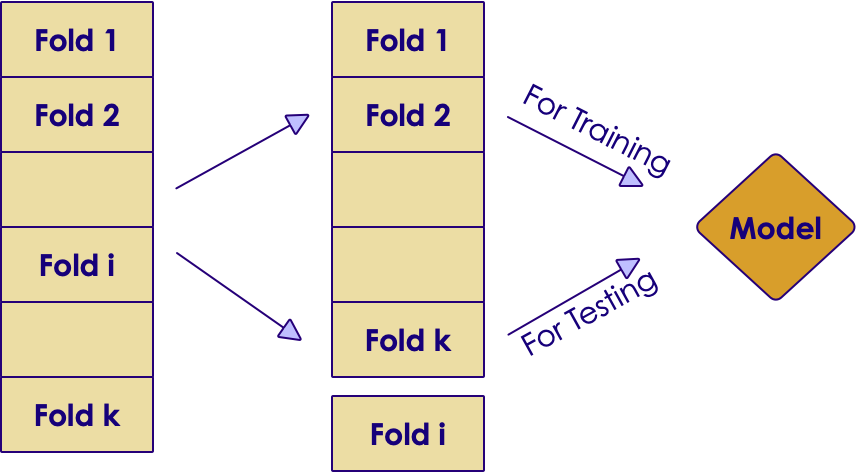 Fold 1
Fold 2
Fold i
Fold k
Fold 1
Fold 2
Fold k
Fold i
For Training
For Testing
Model